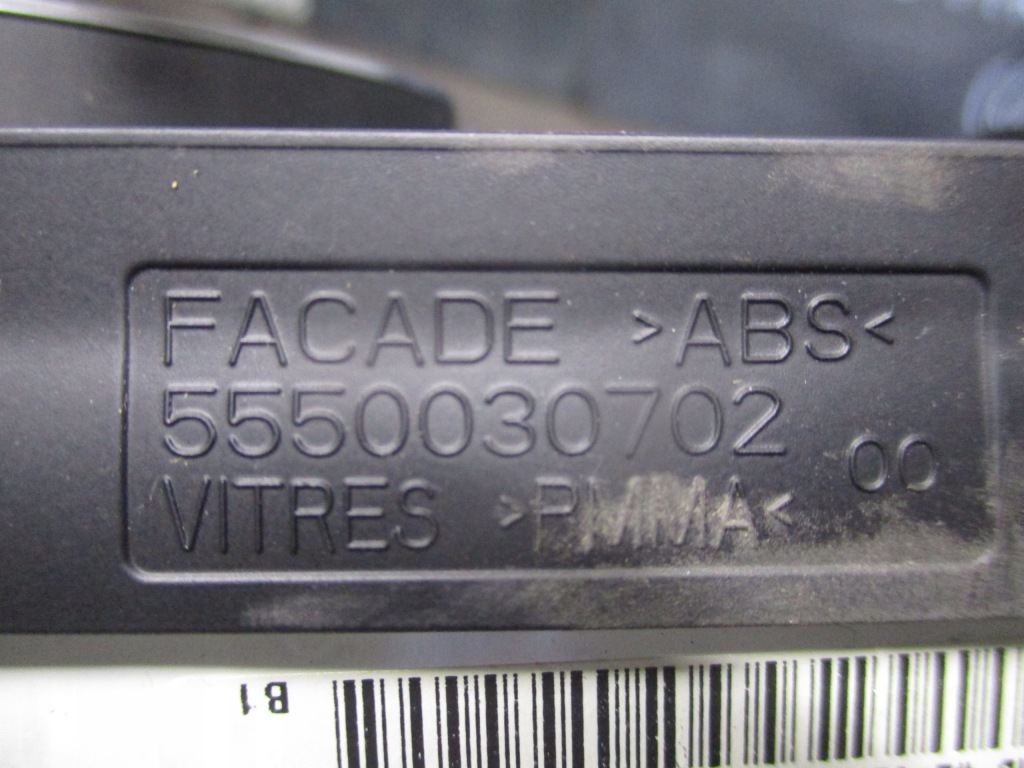 FACADE >ABS<
5550030702 00
VITRES >PMMA<
B1